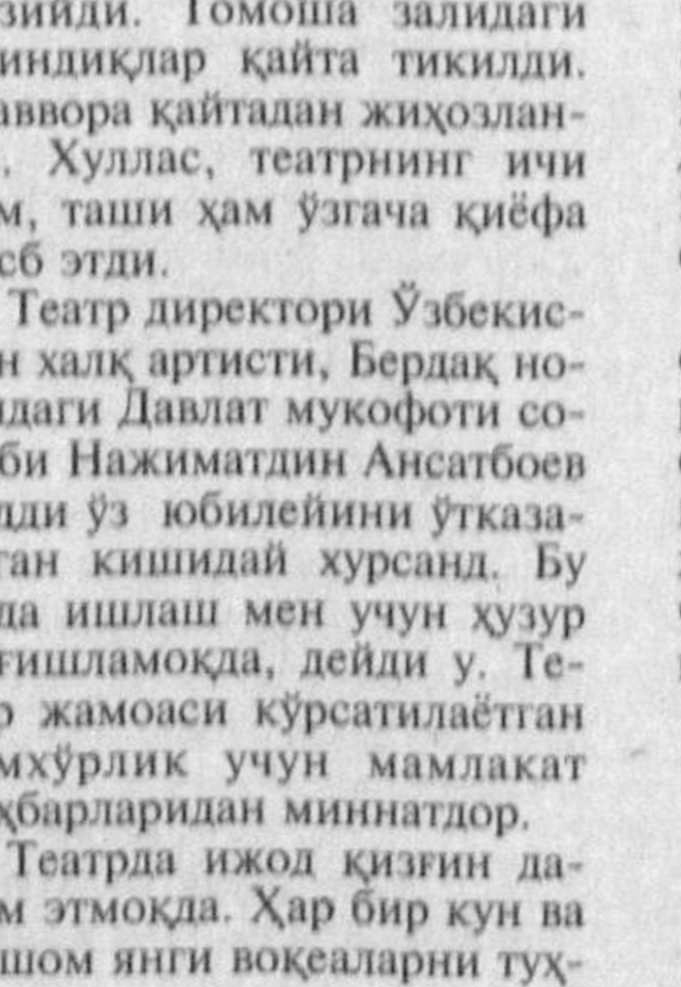 зийди. Томоша залидаги
индиқлар қайта тикилди.
аввора қайтадан жиҳозлан-
. Хуллас, театрнинг ичи
м, таши ҳам ўзгача қиёфа
сб этди.
Театр директори Ўзбекис-
н халқ артисти, Бердақ но-
идаги Давлат мукофоти со-
би Нажиматдин Ансатбоев
дди ўз юбилейини ўтказа-
ган кишидай хурсанд. Бу
да ишлаш мен учун ҳузур
ғишламоқда, дейди у. Те-
р жамоаси кўрсатилаётган
мхўрлик учун мамлакат
ҳбарларидан миннатдор.
Театрда ижод қизғин да-
м этмоқда. Ҳар бир кун ва
шом янги воқеаларни туҳ-